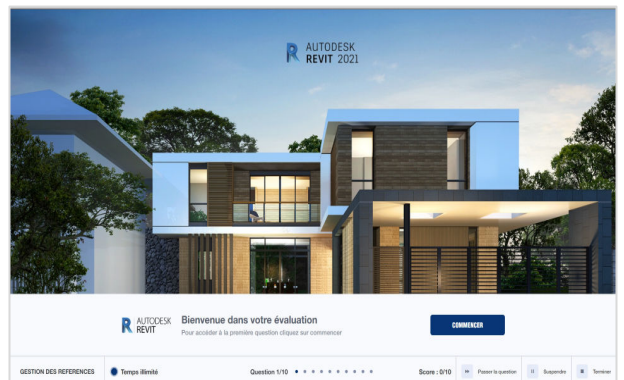 AUTODESK
REVIT 2021
AUTODESK
REVIT
Bienvenue dans votre évaluation
Pour accéder à la première question cliquez sur commencer
COMMENCER
GESTION DES REFERENCES
Temps illimité
Question 1/10
Score : 0/10
Passer la question
Suspendre
Terminer